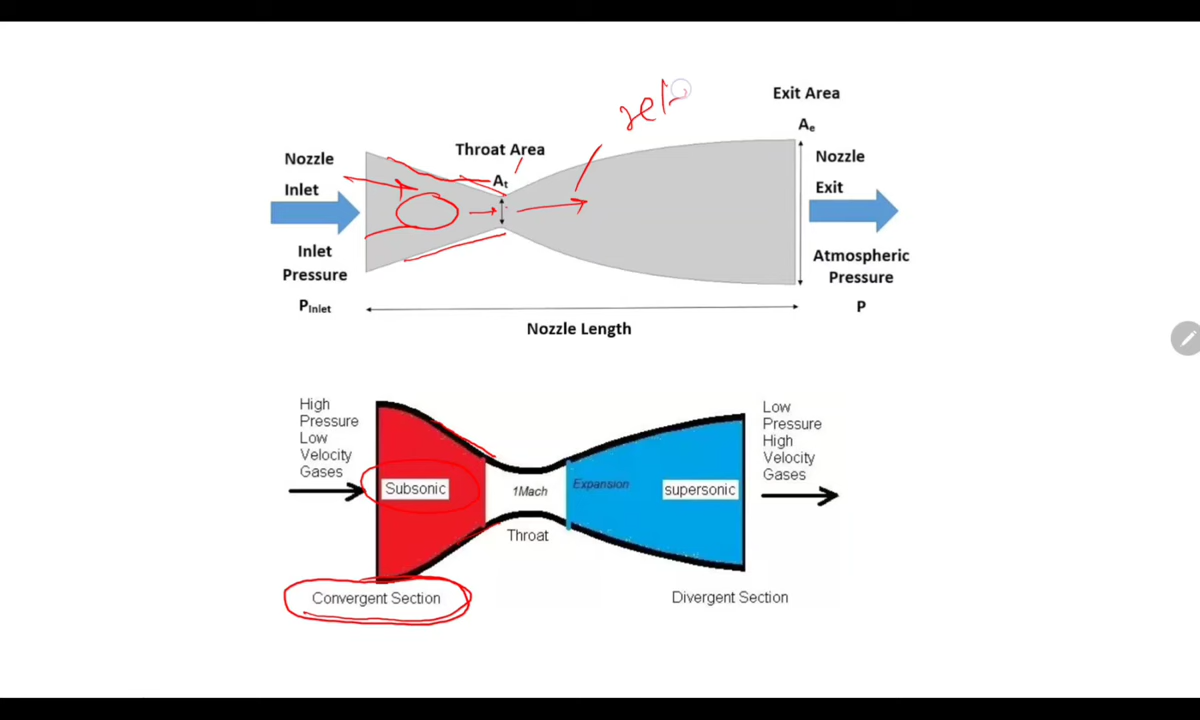 Exit Area
Ae
Throat Area
At
Nozzle
Inlet
Inlet
Pressure
PInlet
Nozzle
Exit
Atmospheric
Pressure
P
Nozzle Length
High
Pressure
Low
Velocity
Gases
Subsonic
1Mach
Throat
Expansion
supersonic
Low
Pressure
High
Velocity
Gases
Convergent Section
Divergent Section